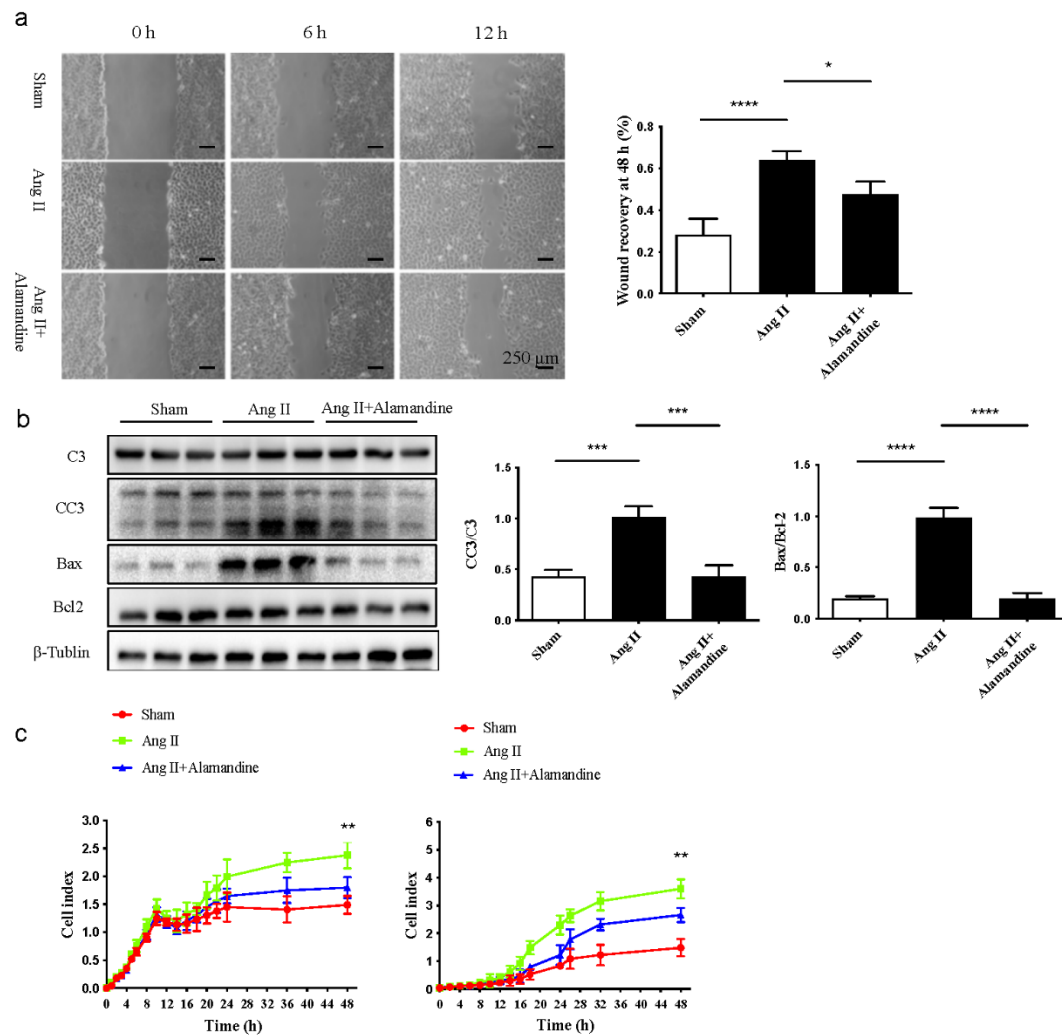 a
0 h
6 h
12 h
Sham
Ang II
Ang II+
Alamandine
250 µm
Wound recovery at 48 h (%)
0.8
0.6
0.4
0.2
0.0
****
*
Sham
Ang II
Ang II+
Alamandine
b
Sham
Ang II
Ang II+Alamandine
C3
CC3
Bax
Bcl2
β-Tublin
CC3/C3
1.5
1.0
0.5
0.0
***
***
Sham
Ang II
Ang II+
Alamandine
Bax/Bcl-2
1.5
1.0
0.5
0.0
****
****
Sham
Ang II
Ang II+
Alamandine
c
Sham
Ang II
Ang II+Alamandine
Cell index
3.0
2.5
2.0
1.5
1.0
0.5
0.0
**
0 4 8 12 16 20 24 28 32 36 40 44 48
Time (h)
Sham
Ang II
Ang II+Alamandine
Cell index
6
5
4
3
2
1
0
**
0 4 8 12 16 20 24 28 32 36 40 44 48
Time (h)